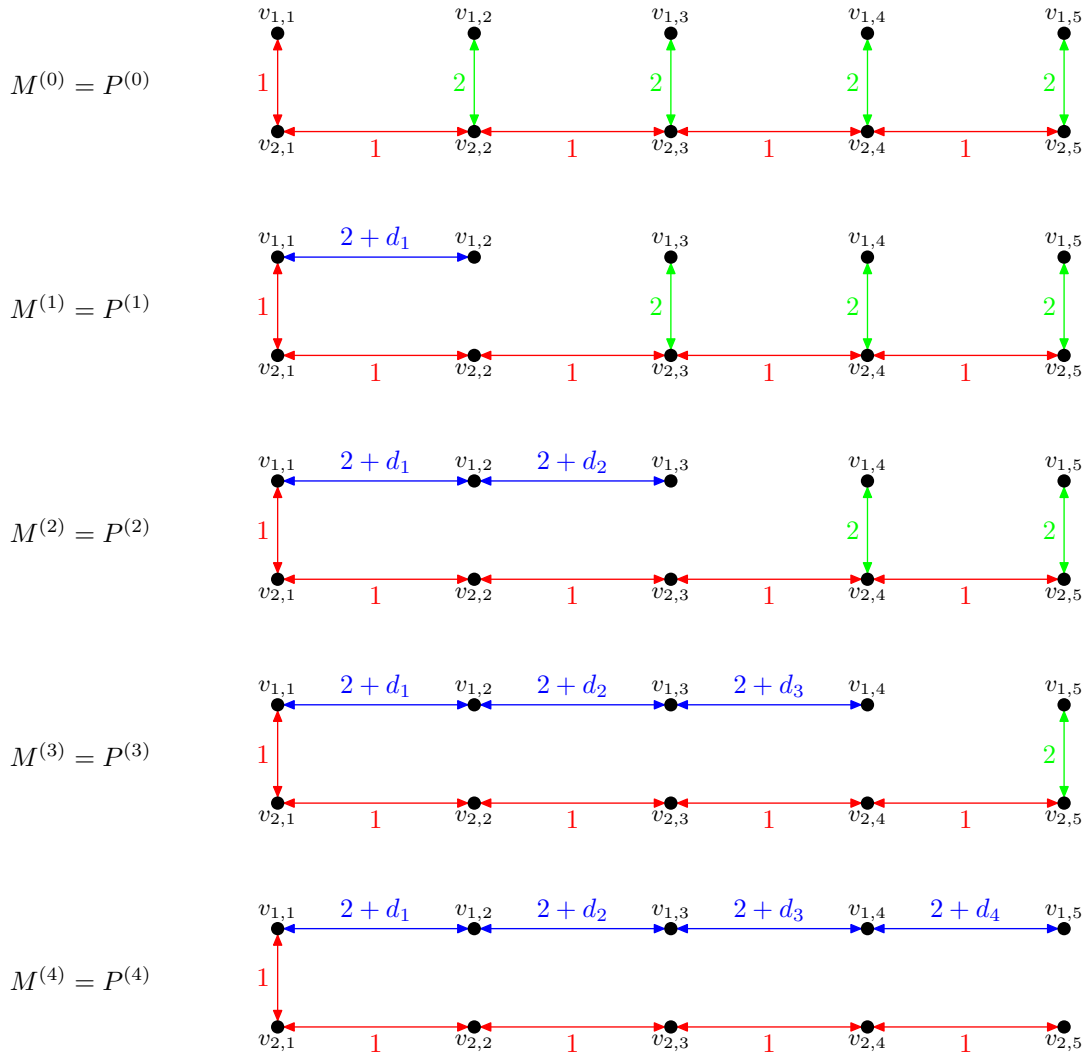 v_{1,1} v_{1,2} v_{1,3} v_{1,4} v_{1,5}
M^{(0)} = P^{(0)} 1 2 2 2 2
v_{2,1} v_{2,2} v_{2,3} v_{2,4} v_{2,5}
1 1 1 1
v_{1,1} 2 + d_1 v_{1,2} v_{1,3} v_{1,4} v_{1,5}
M^{(1)} = P^{(1)} 1 2 2 2
v_{2,1} v_{2,2} v_{2,3} v_{2,4} v_{2,5}
1 1 1 1
v_{1,1} 2 + d_1 v_{1,2} 2 + d_2 v_{1,3} v_{1,4} v_{1,5}
M^{(2)} = P^{(2)} 1 2 2
v_{2,1} v_{2,2} v_{2,3} v_{2,4} v_{2,5}
1 1 1 1
v_{1,1} 2 + d_1 v_{1,2} 2 + d_2 v_{1,3} 2 + d_3 v_{1,4} v_{1,5}
M^{(3)} = P^{(3)} 1 2
v_{2,1} v_{2,2} v_{2,3} v_{2,4} v_{2,5}
1 1 1 1
v_{1,1} 2 + d_1 v_{1,2} 2 + d_2 v_{1,3} 2 + d_3 v_{1,4} 2 + d_4 v_{1,5}
M^{(4)} = P^{(4)} 1
v_{2,1} v_{2,2} v_{2,3} v_{2,4} v_{2,5}
1 1 1 1